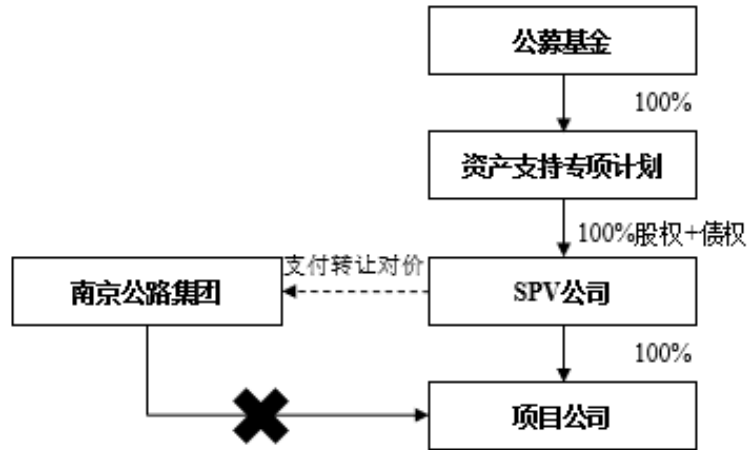 公募基金
100%
资产支持专项计划
100%股权+债权
支付转让对价
南京公路集团
SPV公司
100%
项目公司